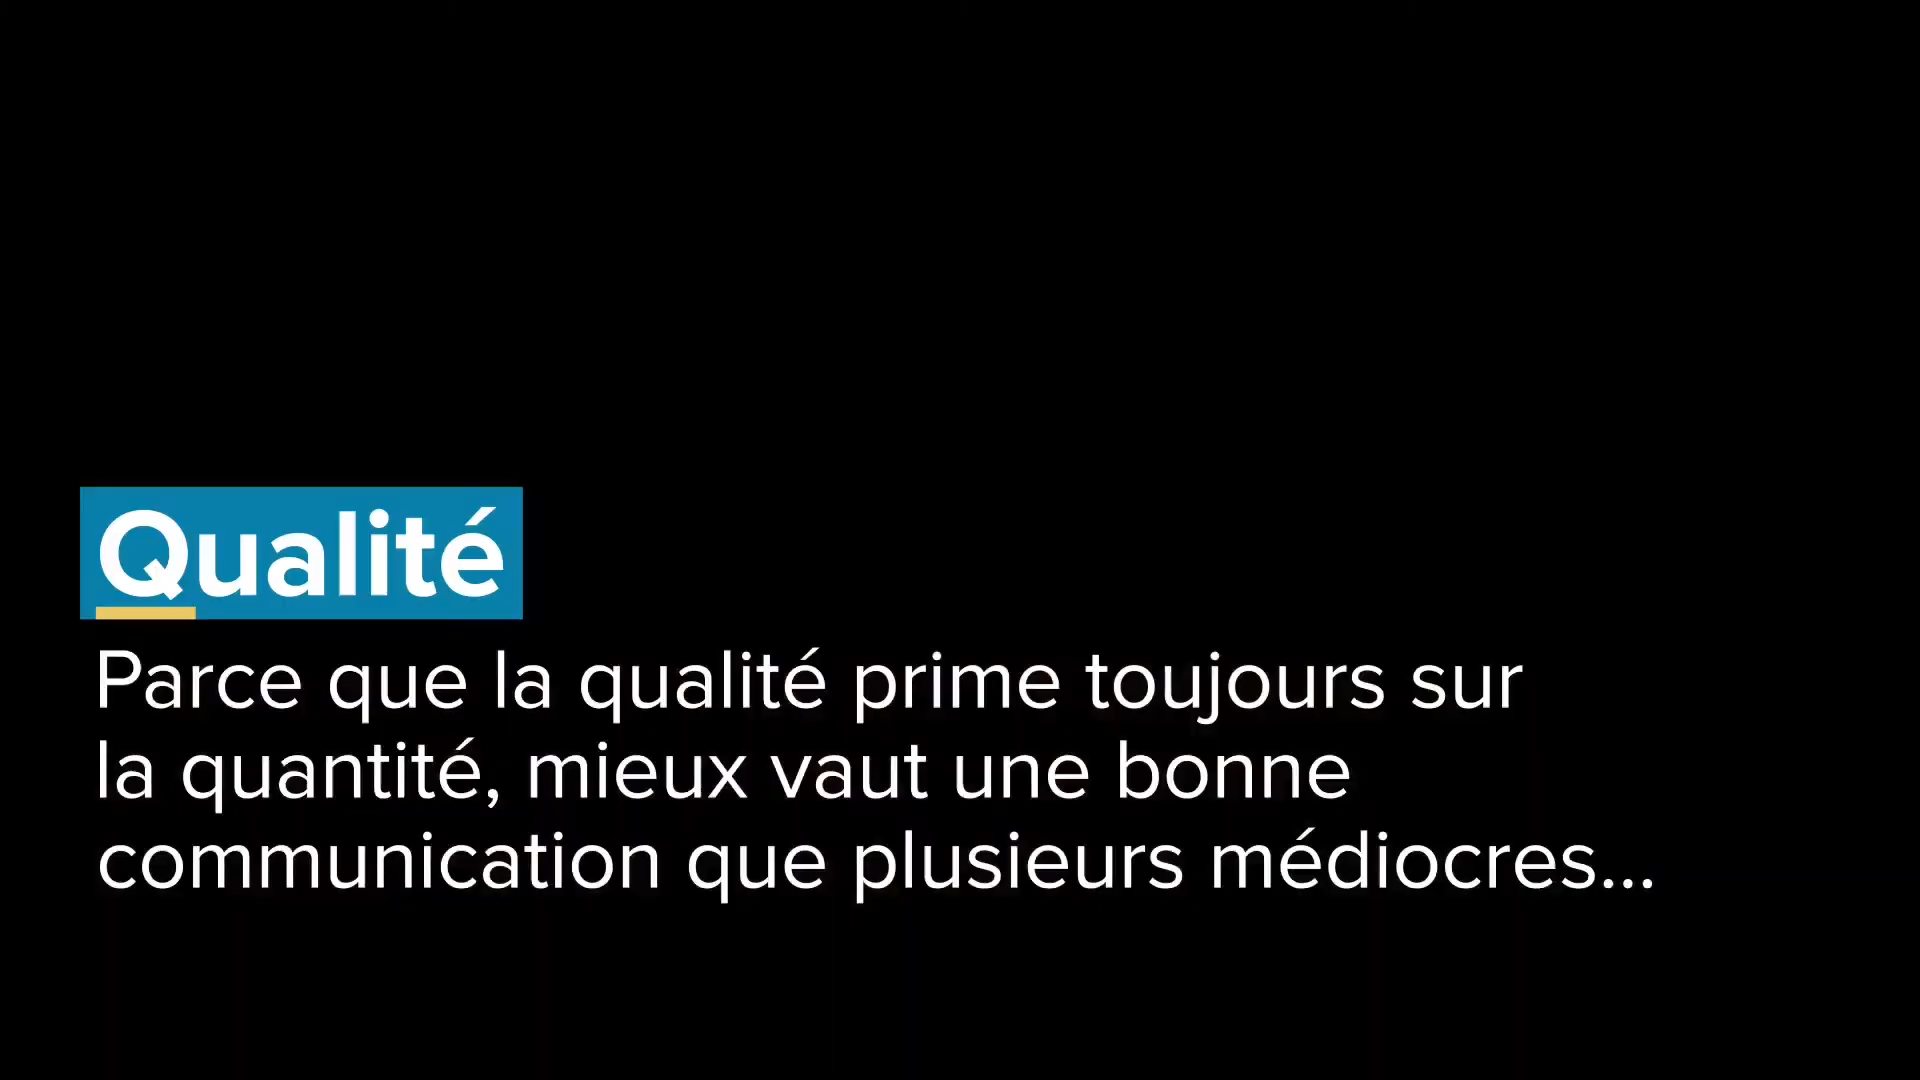 Qualité
Parce que la qualité prime toujours sur
la quantité, mieux vaut une bonne
communication que plusieurs médiocres...